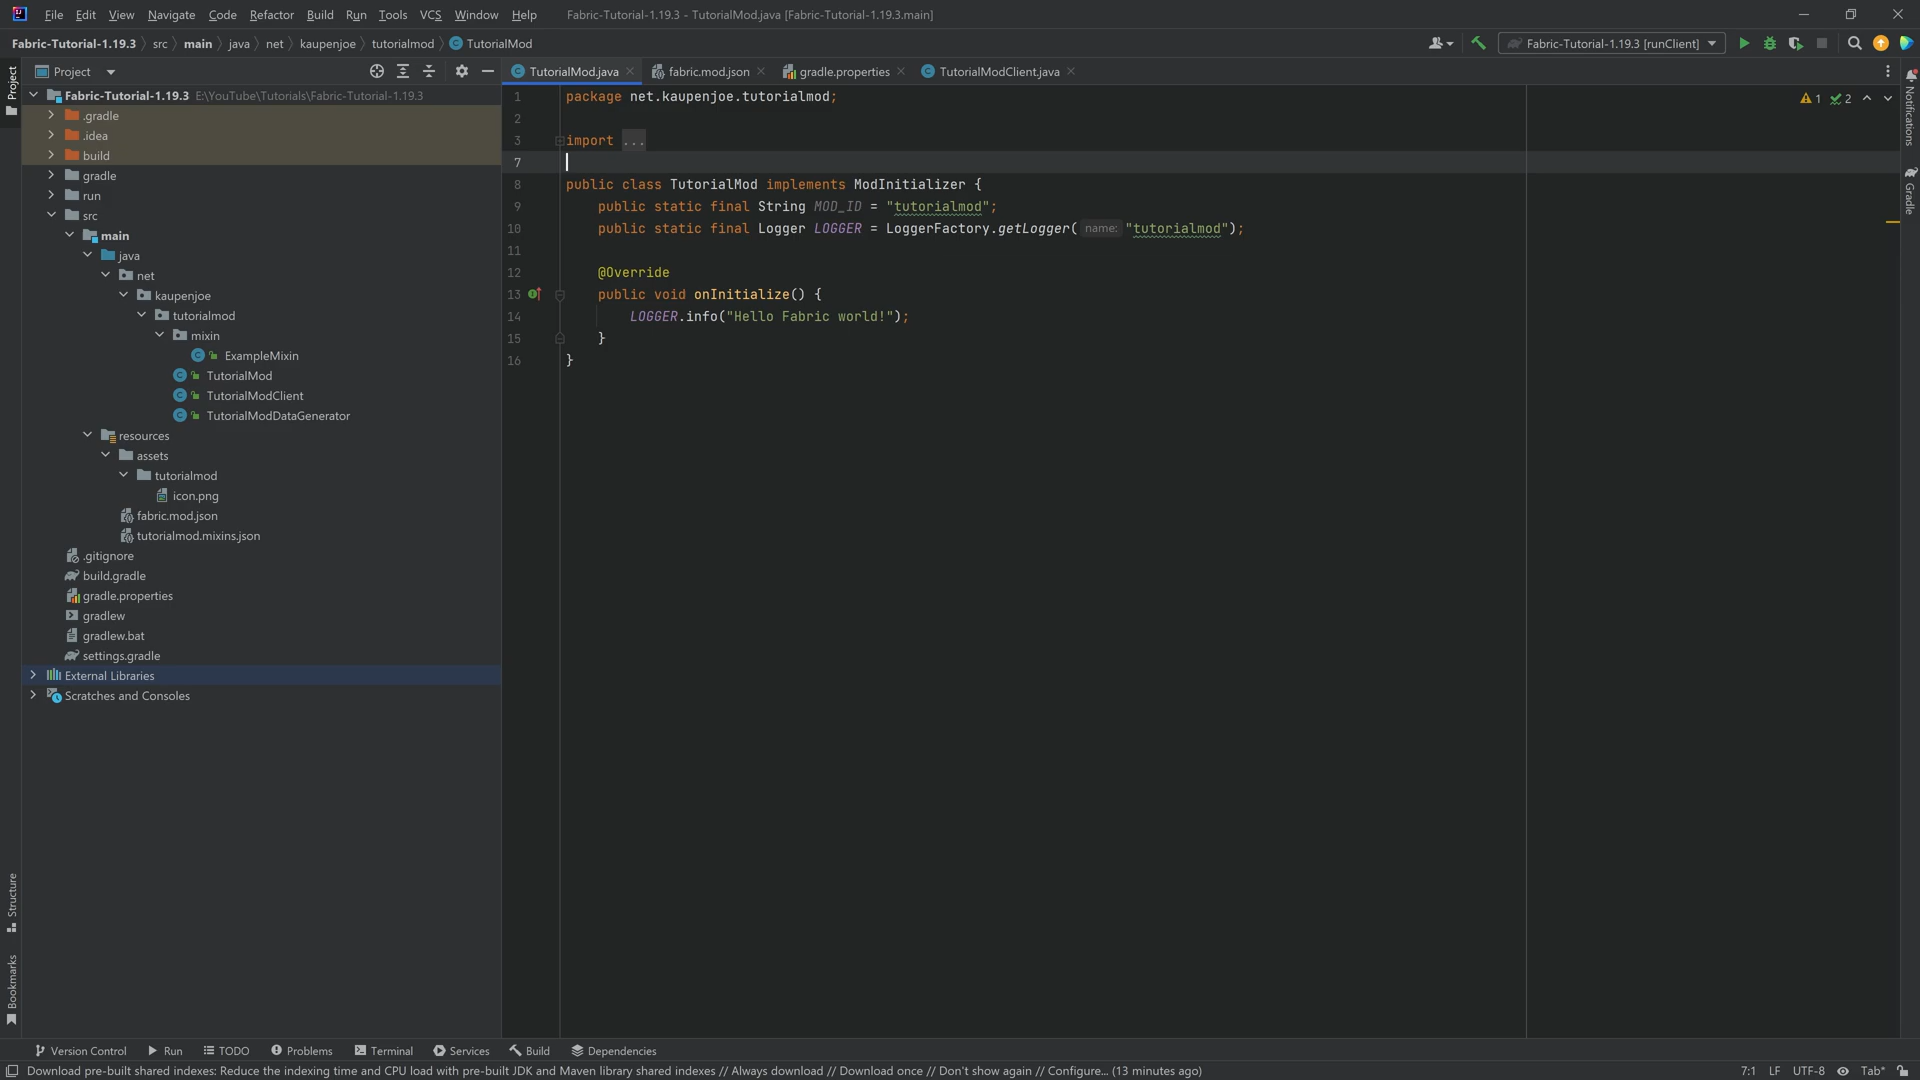 File Edit View Navigate Code Refactor Build Run Tools VCS Window Help Fabric-Tutorial-1.19.3 - TutorialMod.java [Fabric-Tutorial-1.19.3.main]
Fabric-Tutorial-1.19.3 src main java net kaupenjoe tutorialmod TutorialMod Fabric-Tutorial-1.19.3 [runClient]
Project
TutorialMod.java fabric.mod.json gradle.properties TutorialModClient.java
Project
Structure
Bookmarks
Fabric-Tutorial-1.19.3 E:\YouTube\Tutorials\Fabric-Tutorial-1.19.3
.gradle
.idea
build
gradle
run
src
main
java
net
kaupenjoe
tutorialmod
mixin
ExampleMixin
TutorialMod
TutorialModClient
TutorialModDataGenerator
resources
assets
tutorialmod
icon.png
fabric.mod.json
tutorialmod.mixins.json
.gitignore
build.gradle
gradle.properties
gradlew
gradlew.bat
settings.gradle
External Libraries
Scratches and Consoles
1 package net.kaupenjoe.tutorialmod;
2
3 import ...
7
8 public class TutorialMod implements ModInitializer {
9 public static final String MOD_ID = "tutorialmod";
10 public static final Logger LOGGER = LoggerFactory.getLogger( name: "tutorialmod");
11
12 @Override
13 public void onInitialize() {
14 LOGGER.info("Hello Fabric world!");
15 }
16 }
1 2
Notifications
Gradle
Version Control Run TODO Problems Terminal Services Build Dependencies
Download pre-built shared indexes: Reduce the indexing time and CPU load with pre-built JDK and Maven library shared indexes // Always download // Download once // Don't show again // Configure... (13 minutes ago) 7:1 LF UTF-8 Tab*